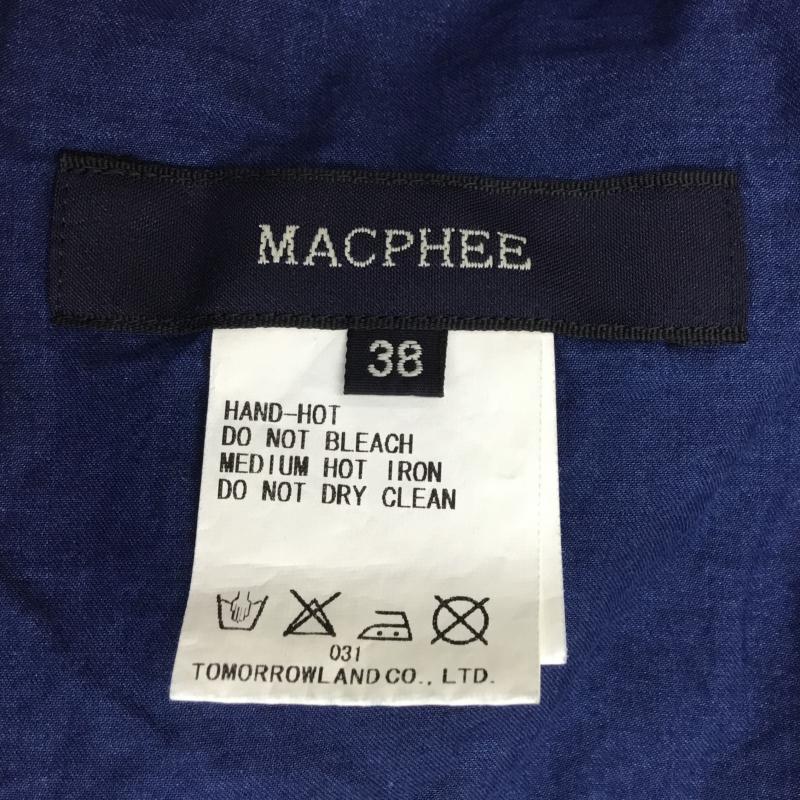 MACPHEE
38
HAND-HOT
DO NOT BLEACH
MEDIUM HOT IRON
DO NOT DRY CLEAN
031
TOMORROWLAND CO., LTD.